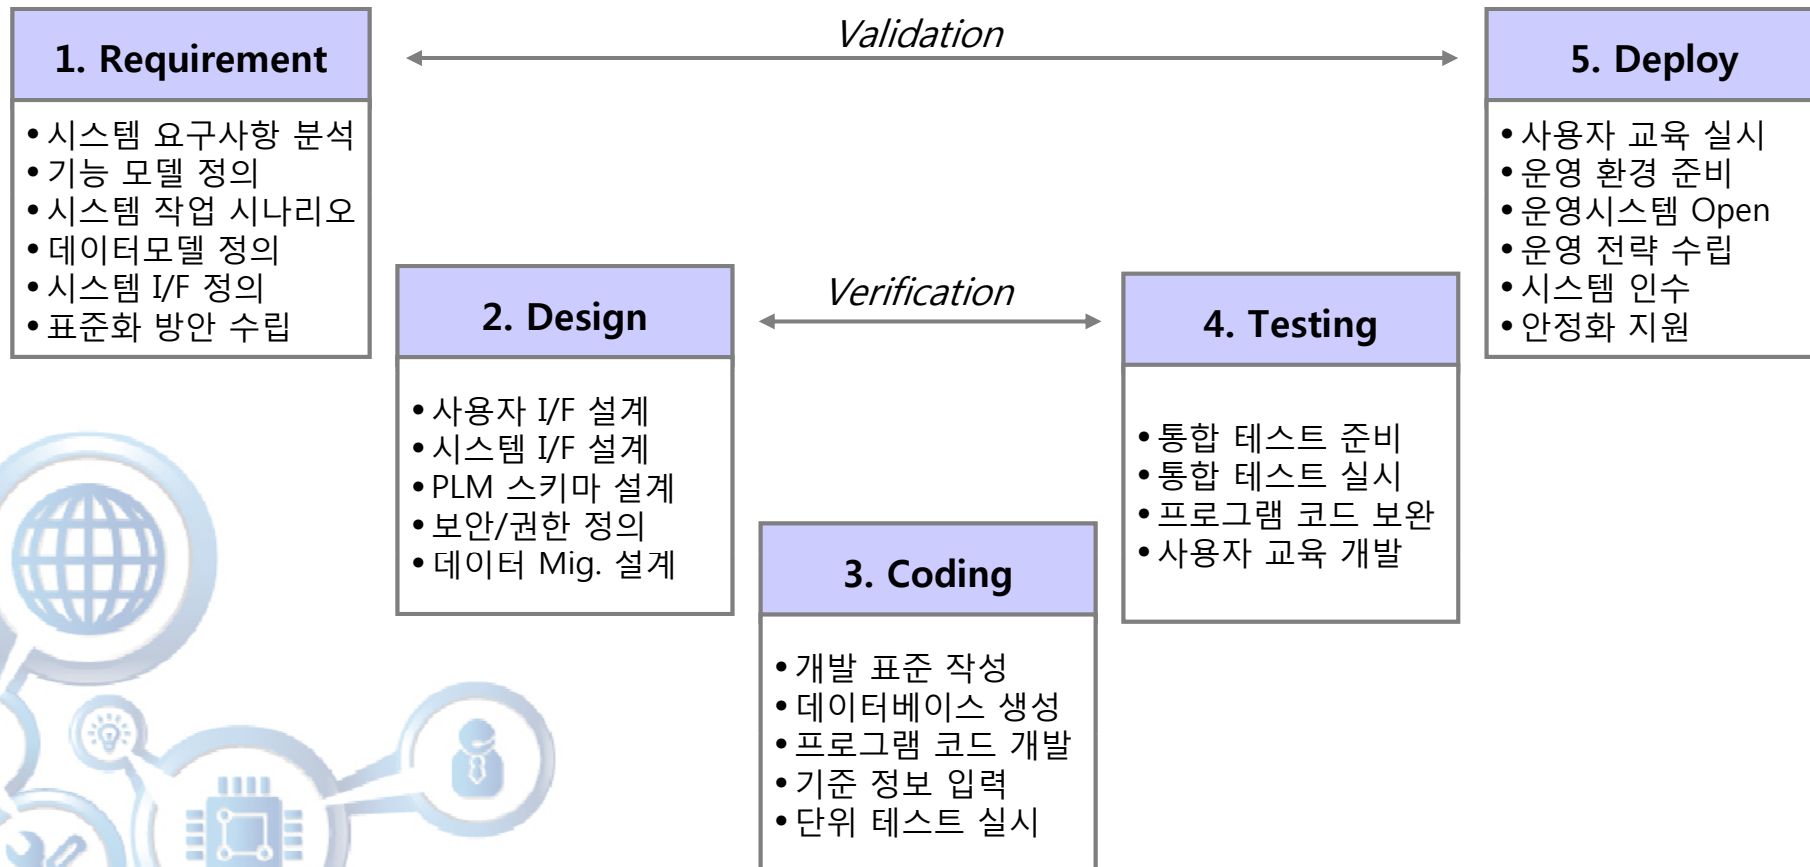 Validation
1. Requirement
• 시스템 요구사항 분석
• 기능 모델 정의
• 시스템 작업 시나리오
• 데이터모델 정의
• 시스템 I/F 정의
• 표준화 방안 수립
Verification
2. Design
• 사용자 I/F 설계
• 시스템 I/F 설계
• PLM 스키마 설계
• 보안/권한 정의
• 데이터 Mig. 설계
3. Coding
• 개발 표준 작성
• 데이터베이스 생성
• 프로그램 코드 개발
• 기준 정보 입력
• 단위 테스트 실시
4. Testing
• 통합 테스트 준비
• 통합 테스트 실시
• 프로그램 코드 보완
• 사용자 교육 개발
5. Deploy
• 사용자 교육 실시
• 운영 환경 준비
• 운영시스템 Open
• 운영 전략 수립
• 시스템 인수
• 안정화 지원